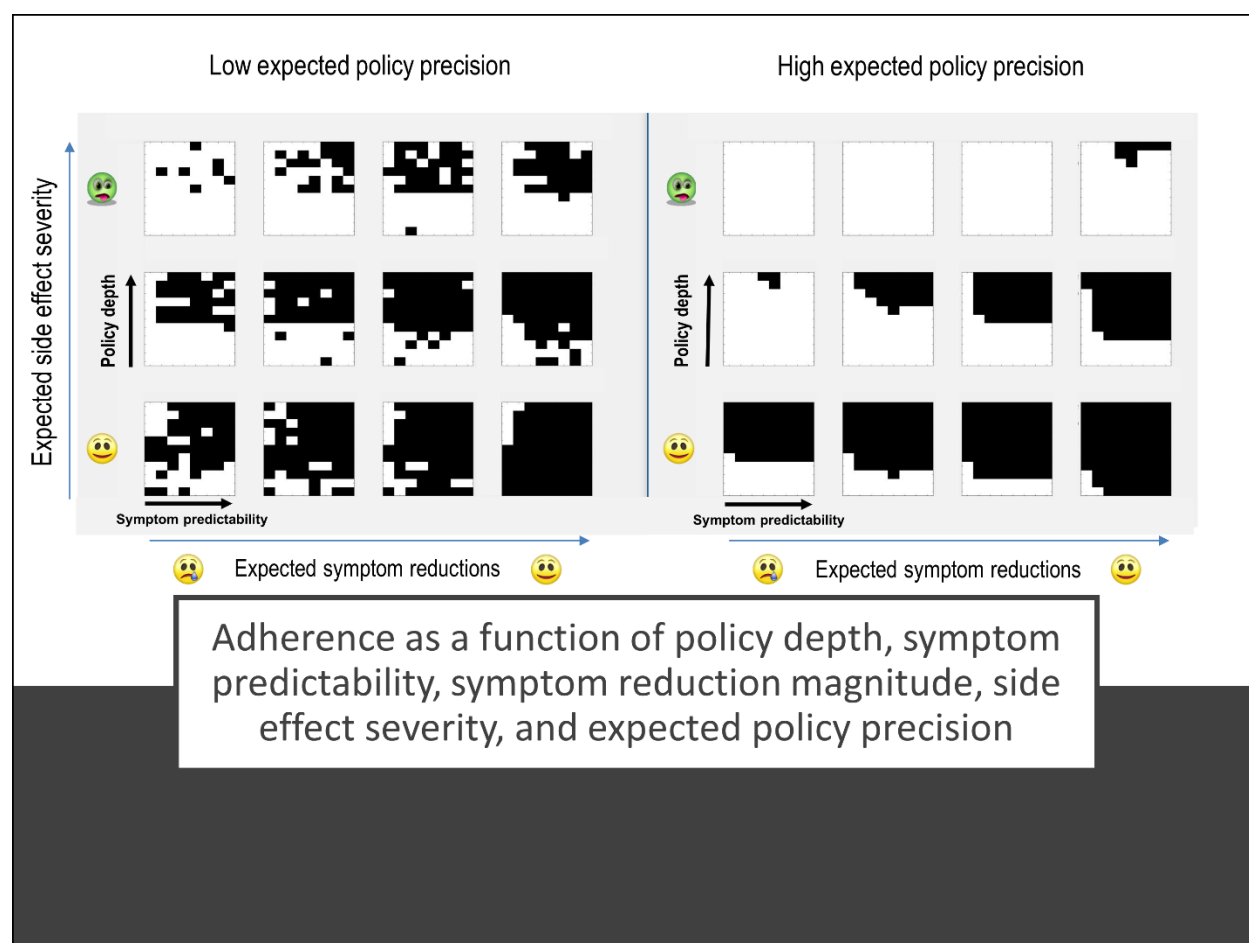 Low expected policy precision
High expected policy precision
Expected side effect severity
Policy depth
Policy depth
Symptom predictability
Symptom predictability
Expected symptom reductions
Expected symptom reductions
Adherence as a function of policy depth, symptom
predictability, symptom reduction magnitude, side
effect severity, and expected policy precision